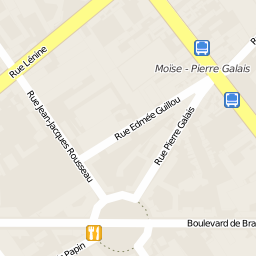 Rue Lénine
Moïse - Pierre Galais
Rue Edmée Guillou
Rue Jean-Jacques Rousseau
Rue Pierre Galais
Boulevard de Bra
Papin